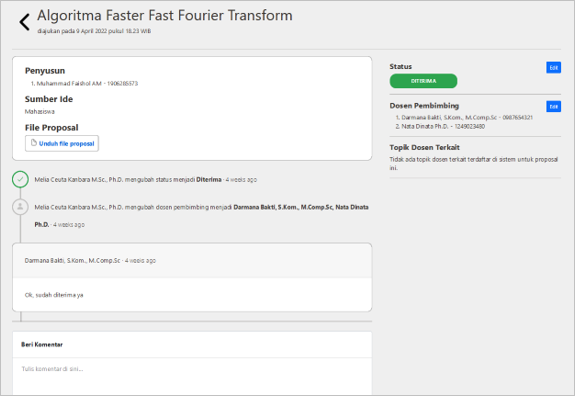 Algoritma Faster Fast Fourier Transform
diajukan pada 9 April 2022 pukul 18.23 WIB
Penyusun
1. Muhammad Faishol AM - 1906285573
Sumber Ide
Mahasiswa
File Proposal
Unduh file proposal
Melia Ceuta Kanbara M.Sc., Ph.D. mengubah status menjadi Diterima · 4 weeks ago
Melia Ceuta Kanbara M.Sc., Ph.D. mengubah dosen pembimbing menjadi Darmana Bakti, S.Kom., M.Comp.Sc, Nata Dinata
Ph.D. · 4 weeks ago
Darmana Bakti, S.Kom., M.Comp.Sc · 4 weeks ago
Ok, sudah diterima ya
Beri Komentar
Tulis komentar di sin...
Status
Edit
DITERIMA
Dosen Pembimbing
Edit
1. Darmana Bakti, S.Kom., M.Comp.Sc - 0987654321
2. Nata Dinata Ph.D. - 1249023480
Topik Dosen Terkait
Tidak ada topik dosen terkait terdaftar di sistem untuk proposal
ini.